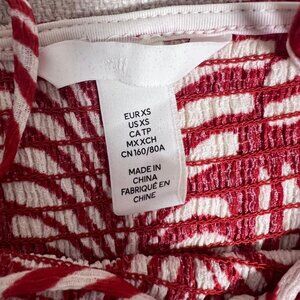 EUR XS
US XS
CA TP
MX XCH
CN 160/80A
MADE IN
CHINA
FABRIQUÉ EN
CHINE